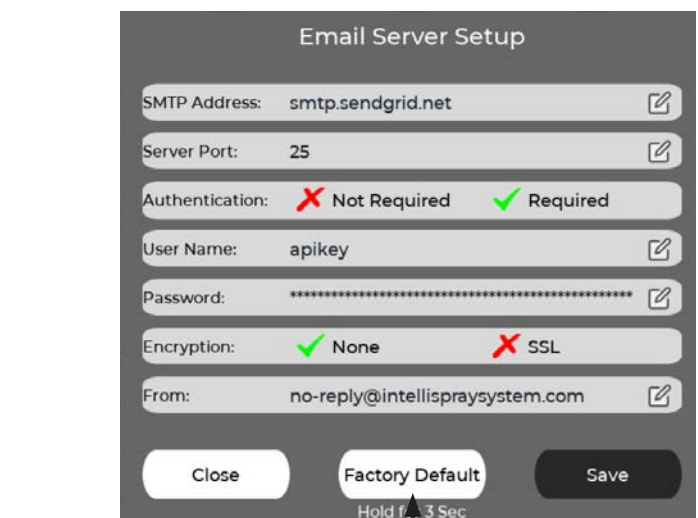 Email Server Setup
SMTP Address: smtp.sendgrid.net
Server Port: 25
Authentication: Not Required Required
User Name: apikey
Password: **************************************************
Encryption: None SSL
From: no-reply@intellispraysystem.com
Close Factory Default Save
Hold 3 Sec